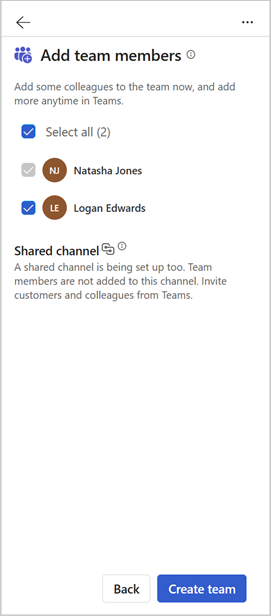 Add team members
Add some colleagues to the team now, and add
more anytime in Teams.
Select all (2)
NJ Natasha Jones
LE Logan Edwards
Shared channel
A shared channel is being set up too. Team
members are not added to this channel. Invite
customers and colleagues from Teams.
Back Create team